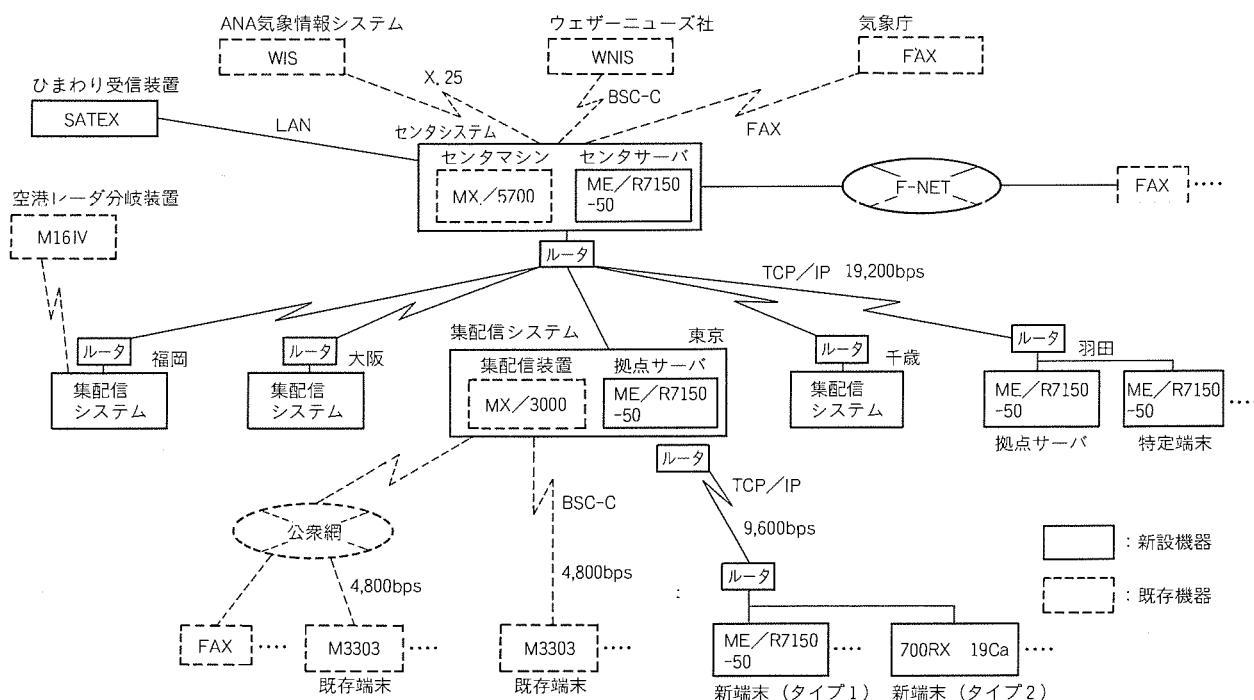 ANA気象情報システム
WIS
ウェザーニューズ社
WNIS
気象庁
FAX
ひまわり受信装置
SATEX
X.25
BSC-C
FAX
LAN
センタシステム
センタマシン
MX/5700
センタサーバ
ME/R7150
-50
F-NET
FAX ‥‥
空港レーダ分岐装置
M16IV
ルータ
TCP/IP 19,200bps
ルータ
福岡
集配信
システム
ルータ
大阪
集配信
システム
集配信システム
東京
集配信装置
MX/3000
拠点サーバ
ME/R7150
-50
ルータ
千歳
集配信
システム
ルータ
羽田
ME/R7150
-50
拠点サーバ
ME/R7150
-50
‥‥
特定端末
ルータ
TCP/IP
9,600bps
公衆網
BSC-C
4,800bps
4,800bps
FAX ‥‥
M3303 ‥‥
既存端末
M3303 ‥‥
既存端末
ルータ
ME/R7150
-50
‥‥
新端末(タイプ1)
700RX 19Ca ‥‥
新端末(タイプ2)
:新設機器
:既存機器